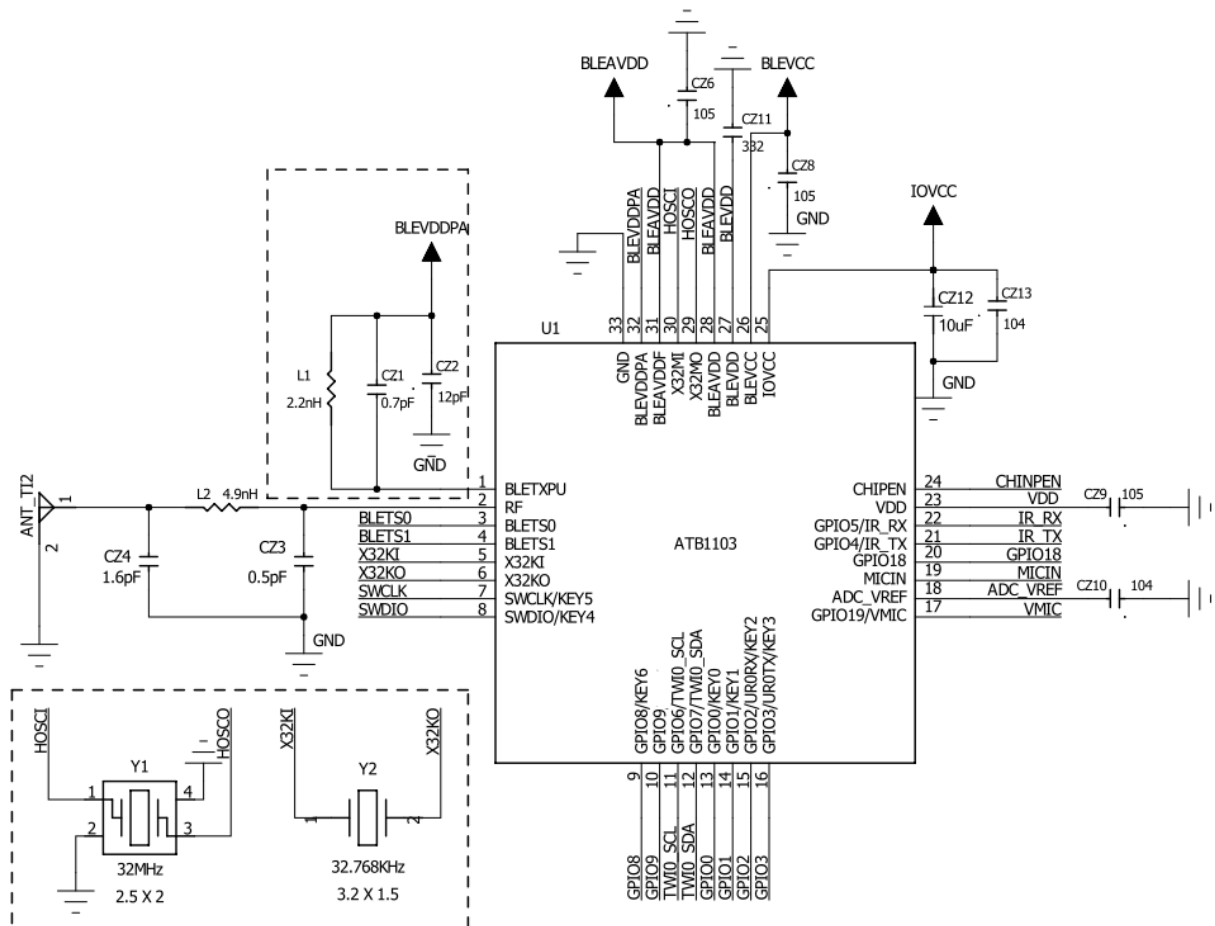 BLEAVDD
CZ6
105
BLEVCC
CZ11
332
CZ8
105
GND
IOVCC
BLEVDDPA
BLEAVDD
HOSCI
HOSCO
BLEAVDD
BLEVDD
BLEVDDPA
L1
2.2nH
CZ1
0.7pF
CZ2
12pF
GND
CZ12
10uF
CZ13
104
GND
U1
33
32
31
30
29
28
27
26
25
GND
BLEVDDPA
BLEAVDDF
X32MI
X32MO
BLEAVDD
BLEVDD
BLEVCC
IOVCC
ANT_TI2
1
2
L2 4.9nH
CZ4
1.6pF
CZ3
0.5pF
GND
1 BLETXPU
2 RF
BLETS0 3 BLETS0
BLETS1 4 BLETS1
X32KI 5 X32KI
X32KO 6 X32KO
SWCLK 7 SWCLK/KEY5
SWDIO 8 SWDIO/KEY4
ATB1103
CHIPEN 24 CHINPEN
VDD 23 VDD
GPIO5/IR_RX 22 IR_RX
GPIO4/IR_TX 21 IR_TX
GPIO18 20 GPIO18
MICIN 19 MICIN
ADC_VREF 18 ADC_VREF
GPIO19/VMIC 17 VMIC
CZ9 105
CZ10 104
GPIO8/KEY6
GPIO9
GPIO6/TWI0_SCL
GPIO7/TWI0_SDA
GPIO0/KEY0
GPIO1/KEY1
GPIO2/UR0RX/KEY2
GPIO3/UR0TX/KEY3
9
10
11
12
13
14
15
16
GPIO8
GPIO9
TWI0_SCL
TWI0_SDA
GPIO0
GPIO1
GPIO2
GPIO3
HOSCI
HOSCO
Y1
1
4
2
3
32MHz
2.5 X 2
X32KI
X32KO
Y2
1
2
32.768KHz
3.2 X 1.5